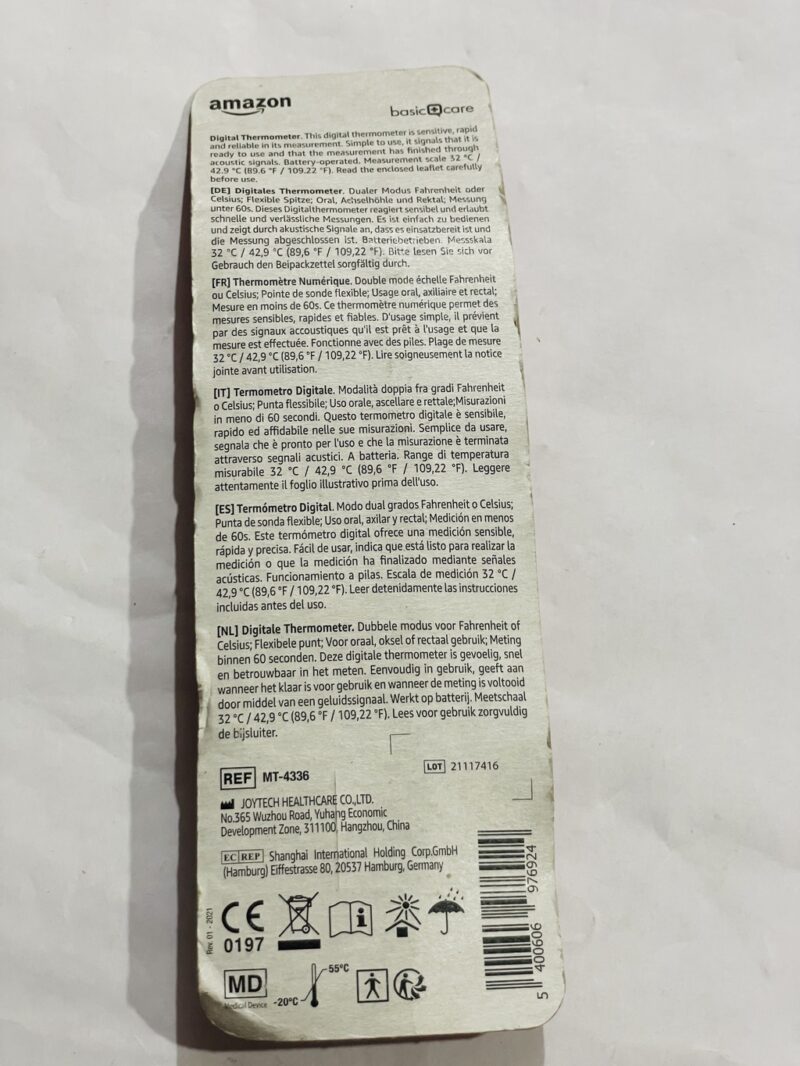 amazon
basic care
Digital Thermometer. This digital thermometer is sensitive, rapid
and reliable in its measurement. Simple to use, it signals that it is
ready to use and that the measurement has finished through
acoustic signals. Battery-operated. Measurement scale 32 °C /
42.9 °C (89.6 °F / 109.22 °F). Read the enclosed leaflet carefully
before use.
[DE] Digitales Thermometer. Dualer Modus Fahrenheit oder
Celsius; Flexible Spitze; Oral, Achselhöhle und Rektal; Messung
unter 60s. Dieses Digitalthermometer reagiert sensibel und erlaubt
schnelle und verlässliche Messungen. Es ist einfach zu bedienen
und zeigt durch akustische Signale an, dass es einsatzbereit ist und
die Messung abgeschlossen ist. Batteriebetrieben. Messskala
32 °C / 42,9 °C (89,6 °F / 109,22 °F). Bitte lesen Sie sich vor
Gebrauch den Beipackzettel sorgfältig durch.
[FR] Thermomètre Numérique. Double mode échelle Fahrenheit
ou Celsius; Pointe de sonde flexible; Usage oral, axiliaire et rectal;
Mesure en moins de 60s. Ce thermomètre numérique permet des
mesures sensibles, rapides et fiables. D'usage simple, il prévient
par des signaux accoustiques qu'il est prêt à l'usage et que la
mesure est effectuée. Fonctionne avec des piles. Plage de mesure
32 °C / 42,9 °C (89,6 °F / 109,22 °F). Lire soigneusement la notice
jointe avant utilisation.
[IT] Termometro Digitale. Modalità doppia fra gradi Fahrenheit
o Celsius; Punta flessibile; Uso orale, ascellare e rettale;Misurazioni
in meno di 60 secondi. Questo termometro digitale è sensibile,
rapido ed affidabile nelle sue misurazioni. Semplice da usare,
segnala che è pronto per l'uso e che la misurazione è terminata
attraverso segnali acustici. A batteria. Range di temperatura
misurabile 32 °C / 42,9 °C (89,6 °F / 109,22 °F). Leggere
attentamente il foglio illustrativo prima dell'uso.
[ES] Termómetro Digital. Modo dual grados Fahrenheit o Celsius;
Punta de sonda flexible; Uso oral, axilar y rectal; Medición en menos
de 60s. Este termómetro digital ofrece una medición sensible,
rápida y precisa. Fácil de usar, indica que está listo para realizar la
medición o que la medición ha finalizado mediante señales
acústicas. Funcionamiento a pilas. Escala de medición 32 °C /
42,9 °C (89,6 °F / 109,22 °F). Leer detenidamente las instrucciones
incluidas antes del uso.
[NL] Digitale Thermometer. Dubbele modus voor Fahrenheit of
Celsius; Flexibele punt; Voor oraal, oksel of rectaal gebruik; Meting
binnen 60 seconden. Deze digitale thermometer is gevoelig, snel
en betrouwbaar in het meten. Eenvoudig in gebruik, geeft aan
wanneer het klaar is voor gebruik en wanneer de meting is voltooid
door middel van een geluidssignaal. Werkt op batterij. Meetschaal
32 °C / 42,9 °C (89,6 °F / 109,22 °F). Lees voor gebruik zorgvuldig
de bijsluiter.
REF MT-4336
LOT 21117416
JOYTECH HEALTHCARE CO.,LTD.
No.365 Wuzhou Road, Yuhang Economic
Development Zone, 311100, Hangzhou, China
EC REP Shanghai International Holding Corp.GmbH
(Hamburg) Eiffestrasse 80, 20537 Hamburg, Germany
Rev. 01 - 2021
CE
0197
MD
Medical Device
-20°C
55°C
5 400606 976924